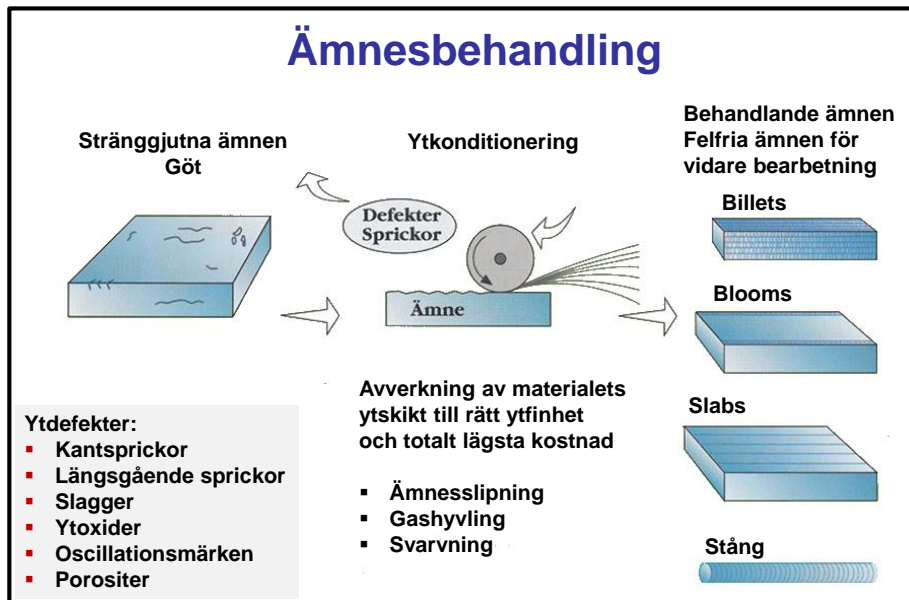 Ämnesbehandling
Stränggjutna ämnen
Göt
Ytkonditionering
Behandlande ämnen
Felfria ämnen för
vidare bearbetning
Defekter
Sprickor
Ämne
Billets
Blooms
Slabs
Stång
Ytdefekter:
▪ Kantsprickor
▪ Längsgående sprickor
▪ Slagger
▪ Ytoxider
▪ Oscillationsmärken
▪ Porositer
Avverkning av materialets
ytskikt till rätt ytfinhet
och totalt lägsta kostnad
▪ Ämnesslipning
▪ Gashyvling
▪ Svarvning